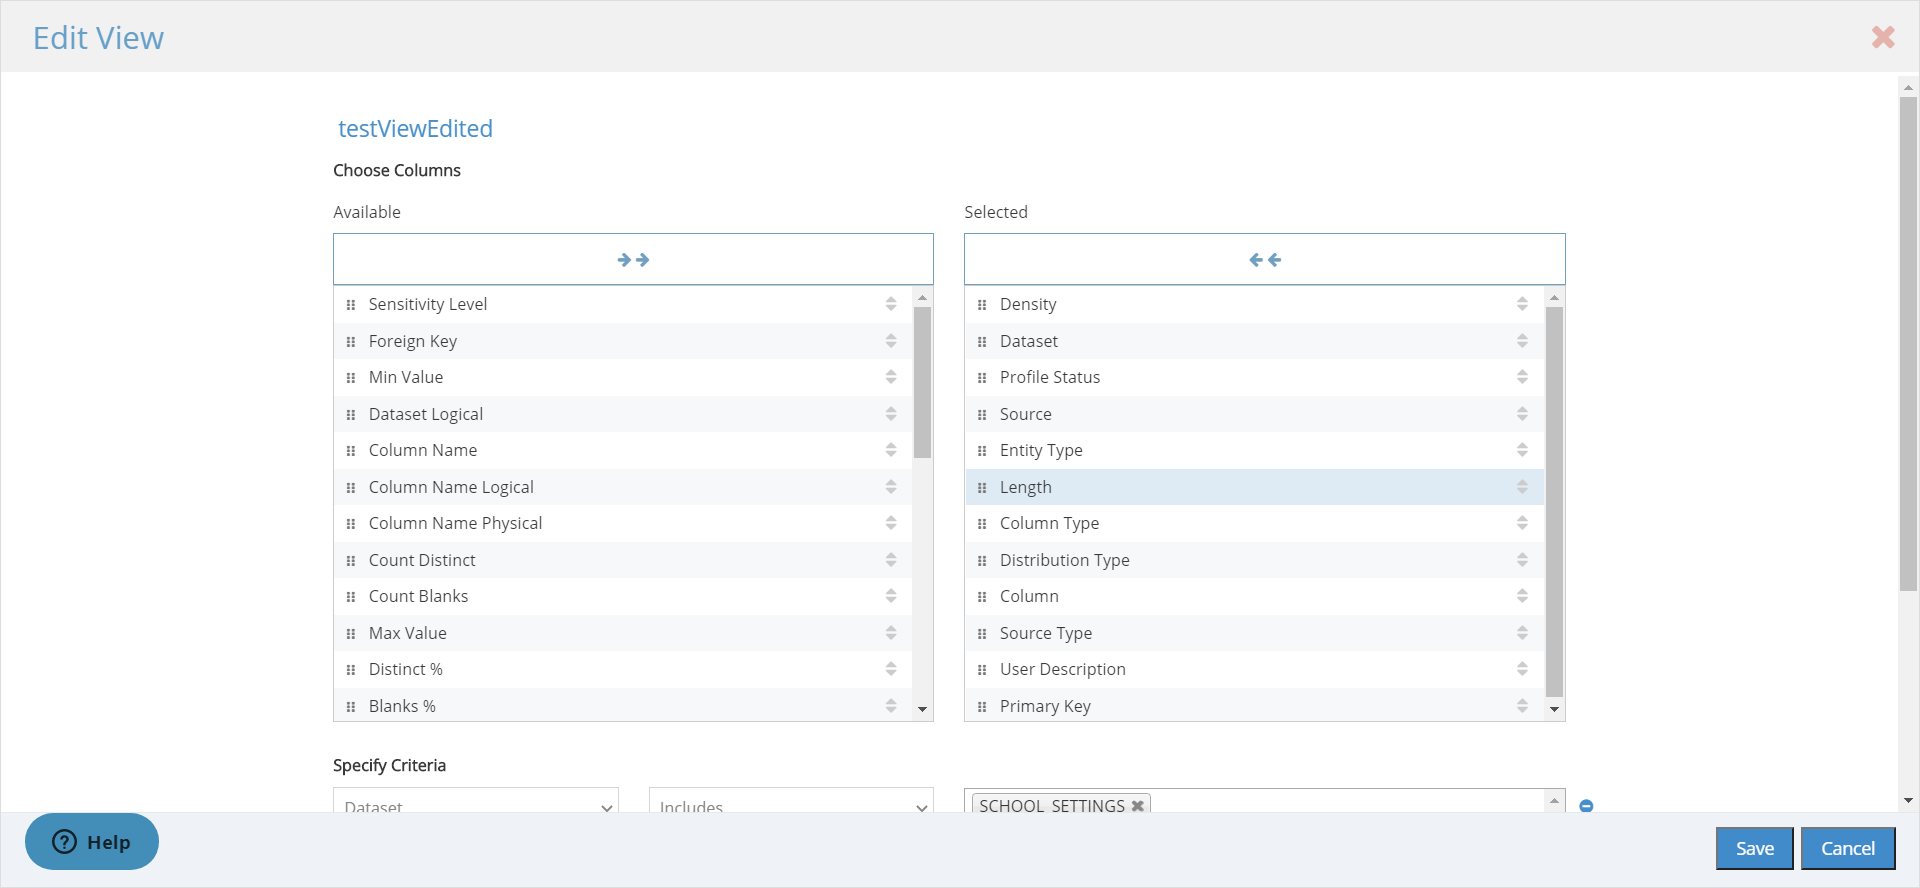 Edit View
testViewEdited
Choose Columns
Available
Selected
Sensitivity Level
Foreign Key
Min Value
Dataset Logical
Column Name
Column Name Logical
Column Name Physical
Count Distinct
Count Blanks
Max Value
Distinct %
Blanks %
Density
Dataset
Profile Status
Source
Entity Type
Length
Column Type
Distribution Type
Column
Source Type
User Description
Primary Key
Specify Criteria
Dataset
Includes
SCHOOL_SETTINGS
Help
Save
Cancel